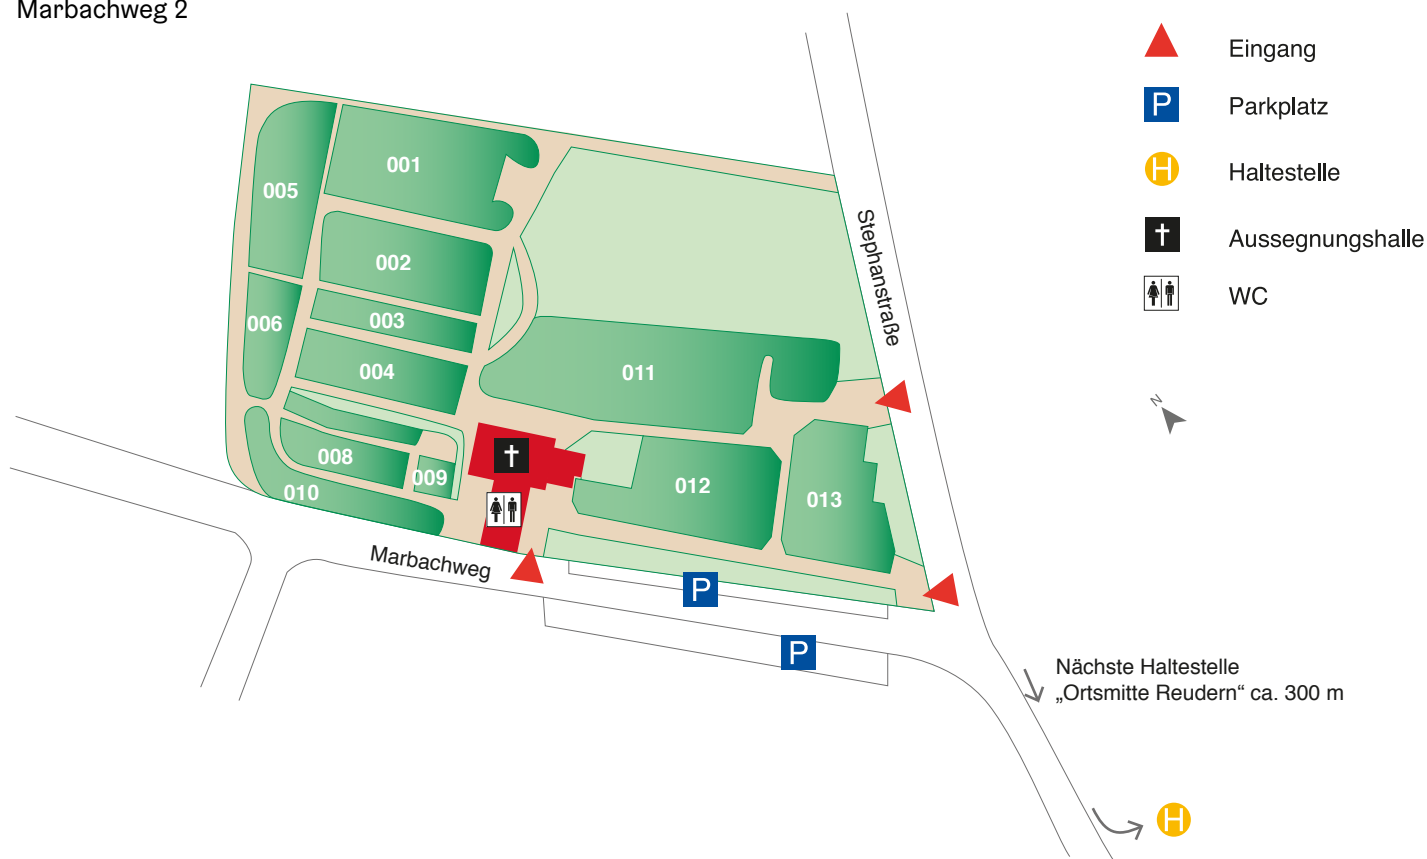 Marbachweg 2
Eingang
P
Parkplatz
H
Haltestelle
Aussegnungshalle
WC
N
001
005
002
003
006
004
008
009
010
011
012
013
Stephanstraße
Marbachweg
P
P
Nächste Haltestelle
„Ortsmitte Reudern“ ca. 300 m
H